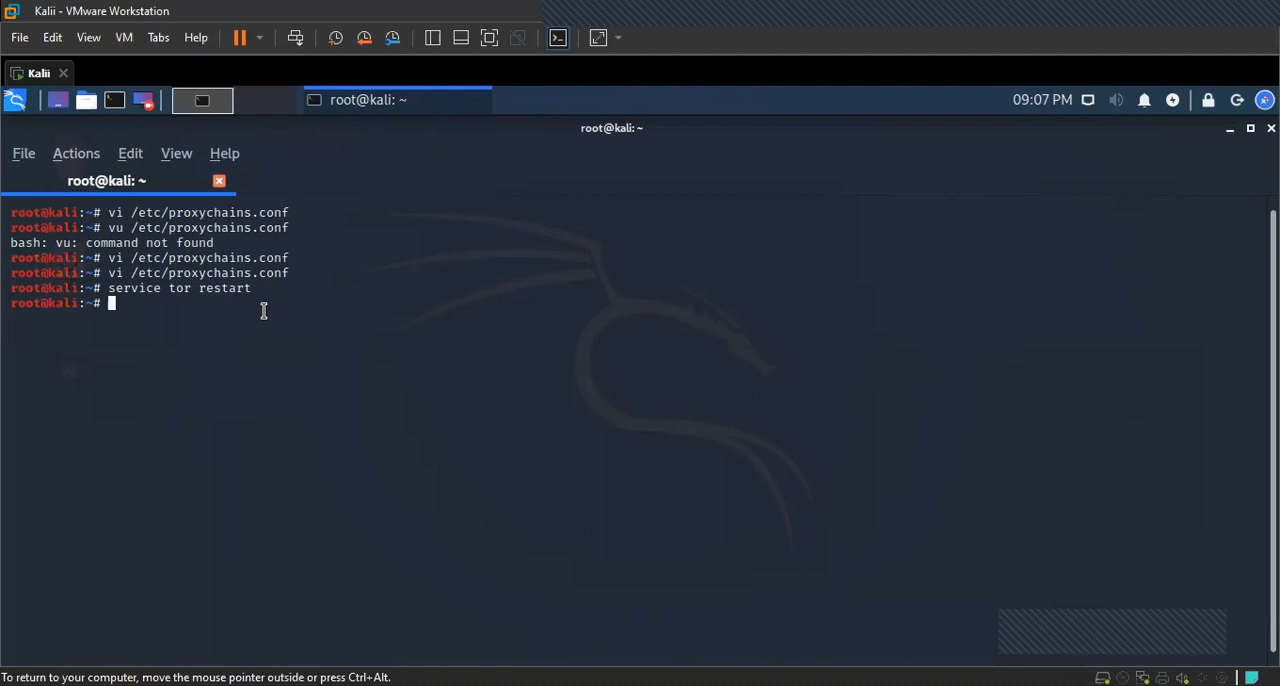 Kalii - VMware Workstation
File Edit View VM Tabs Help
Kalii
root@kali: ~
09:07 PM
root@kali: ~
File Actions Edit View Help
root@kali: ~
root@kali:~# vi /etc/proxychains.conf
root@kali:~# vu /etc/proxychains.conf
bash: vu: command not found
root@kali:~# vi /etc/proxychains.conf
root@kali:~# vi /etc/proxychains.conf
root@kali:~# service tor restart
root@kali:~#
To return to your computer, move the mouse pointer outside or press Ctrl+Alt.